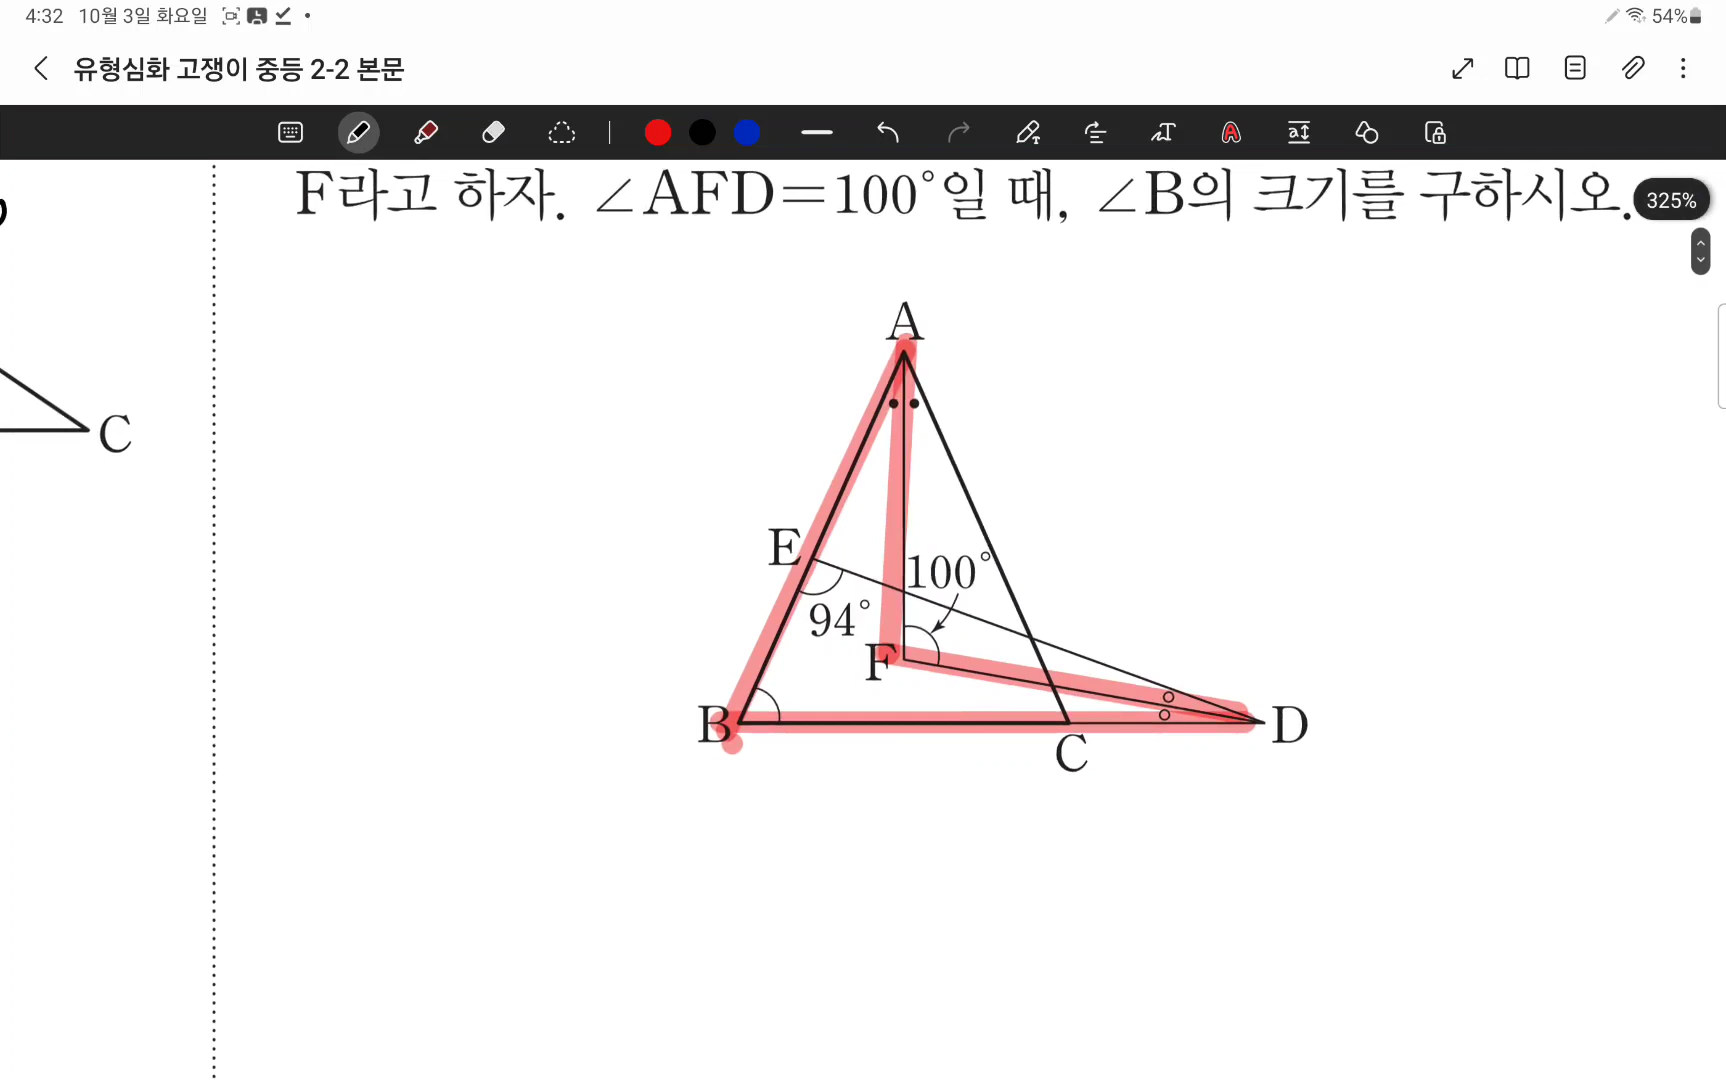 4:32 10월 3일 화요일
54%
유형심화 고쟁이 중등 2-2 본문
F라고 하자. ∠AFD=100°일 때, ∠B의 크기를 구하시오.
325%
A
C
E
100°
94°
F
B
D
C